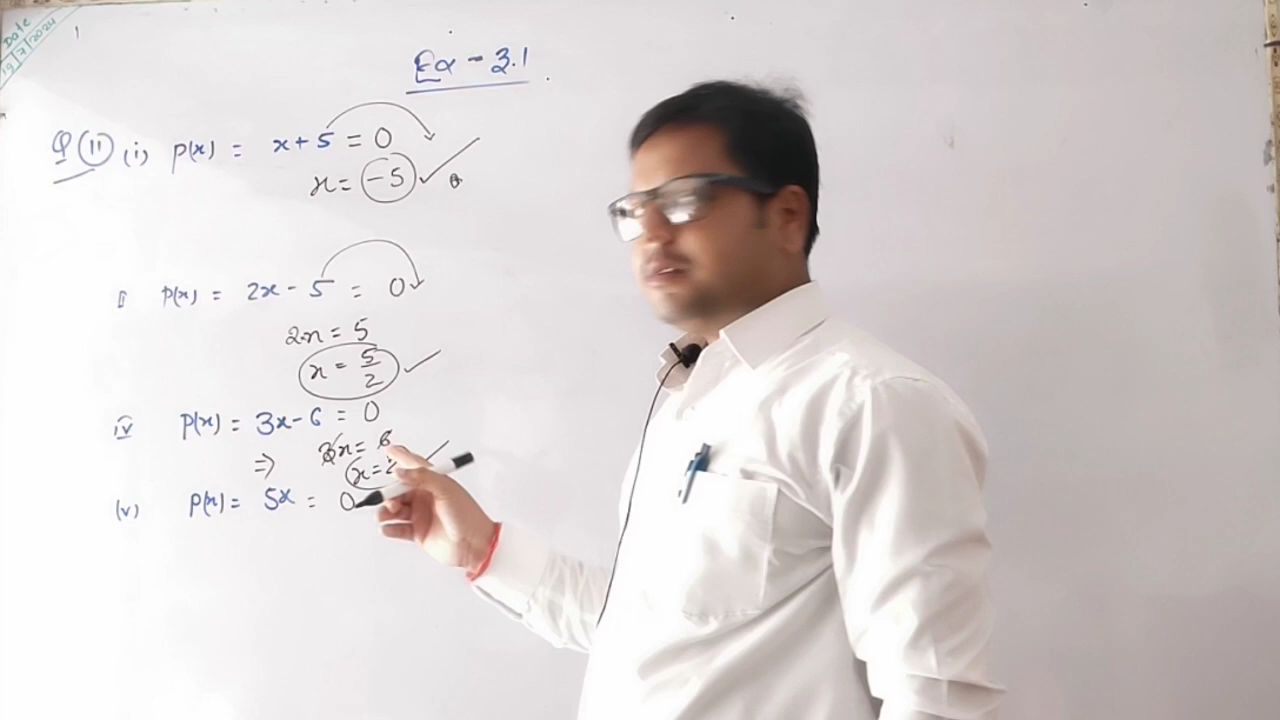 Date
19/7/2024
Ex - 3.1
Q (11) (i) p(x) = x + 5 = 0
x = -5
p(x) = 2x - 5 = 0
2x = 5
x = 5/2
iv p(x) = 3x - 6 = 0
⇒ 3x = 6
x = 2
(v) p(x) = 5x = 0